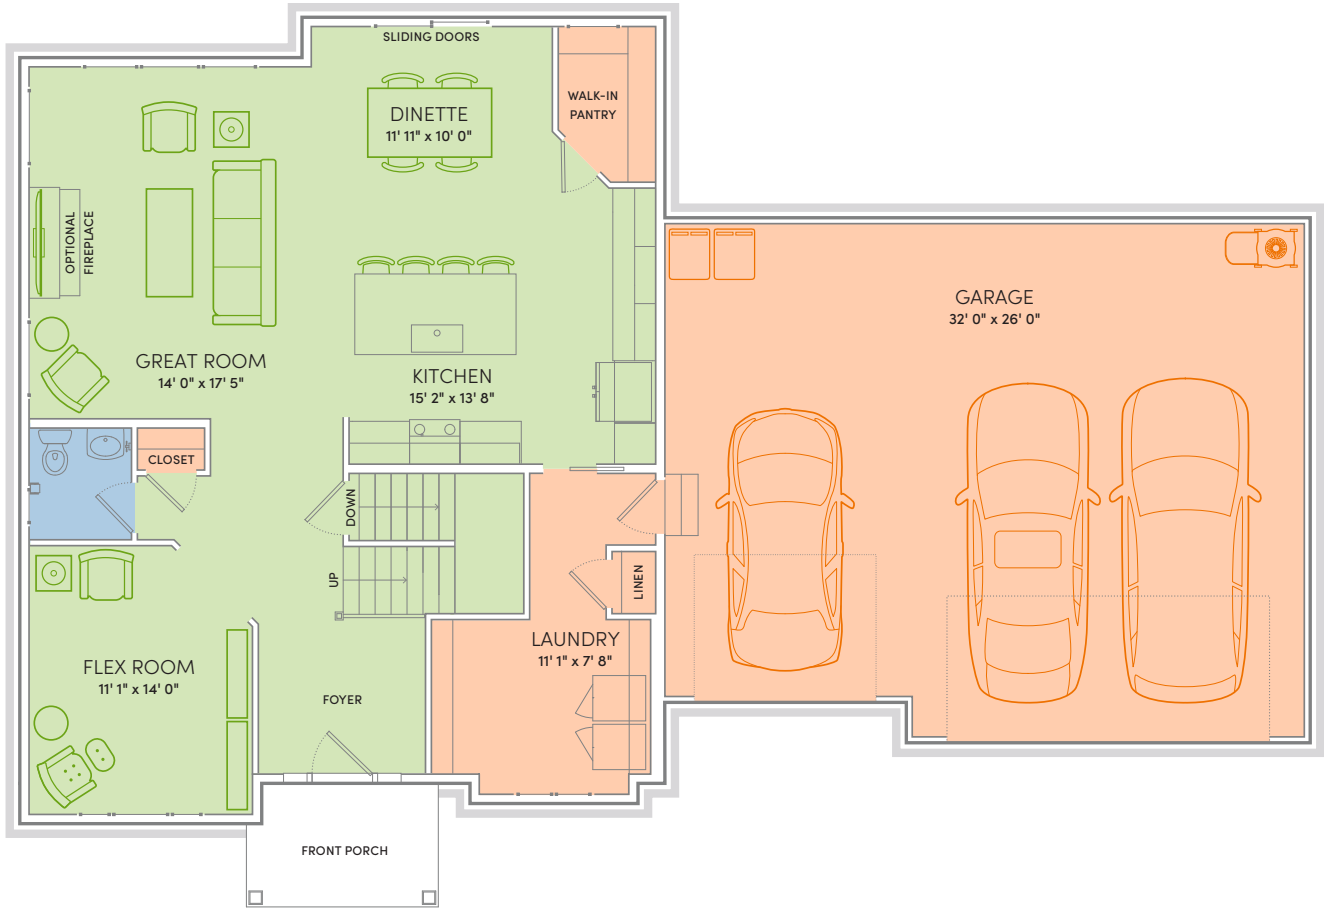 SLIDING DOORS
DINETTE
11' 11" x 10' 0"
WALK-IN
PANTRY
OPTIONAL
FIREPLACE
GREAT ROOM
14' 0" x 17' 5"
KITCHEN
15' 2" x 13' 8"
GARAGE
32' 0" x 26' 0"
CLOSET
DOWN
UP
LINEN
LAUNDRY
11' 1" x 7' 8"
FLEX ROOM
11' 1" x 14' 0"
FOYER
FRONT PORCH